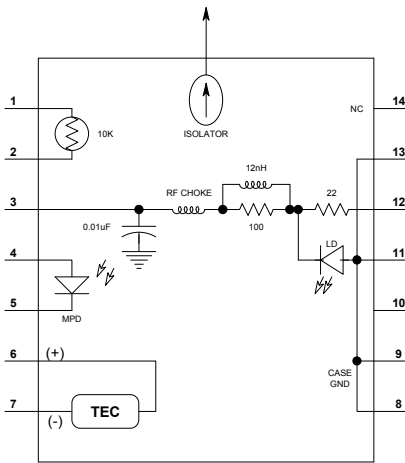 1
14
NC
10K
ISOLATOR
2
13
12nH
RF CHOKE
22
3
12
0.01uF
100
LD
4
11
5
10
MPD
6
(+)
9
CASE
GND
7
(-)
TEC
8